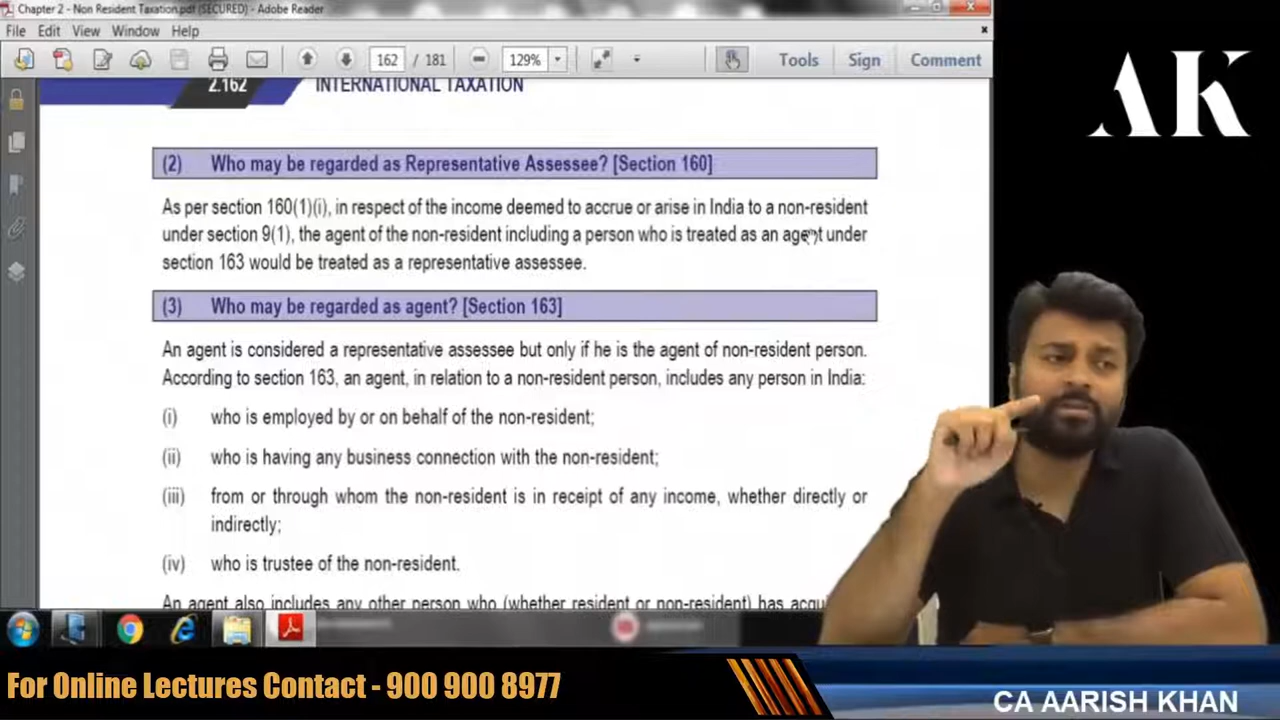 Chapter 2 - Non Resident Taxation.pdf (SECURED) - Adobe Reader
File Edit View Window Help
162 / 181 129% Tools Sign Comment
2.162 INTERNATIONAL TAXATION
AK
(2) Who may be regarded as Representative Assessee? [Section 160]
As per section 160(1)(i), in respect of the income deemed to accrue or arise in India to a non-resident
under section 9(1), the agent of the non-resident including a person who is treated as an agent under
section 163 would be treated as a representative assessee.
(3) Who may be regarded as agent? [Section 163]
An agent is considered a representative assessee but only if he is the agent of non-resident person.
According to section 163, an agent, in relation to a non-resident person, includes any person in India:
(i) who is employed by or on behalf of the non-resident;
(ii) who is having any business connection with the non-resident;
(iii) from or through whom the non-resident is in receipt of any income, whether directly or
indirectly;
(iv) who is trustee of the non-resident.
An agent also includes any other person who (whether resident or non-resident) has
For Online Lectures Contact - 900 900 8977
CA AARISH KHAN